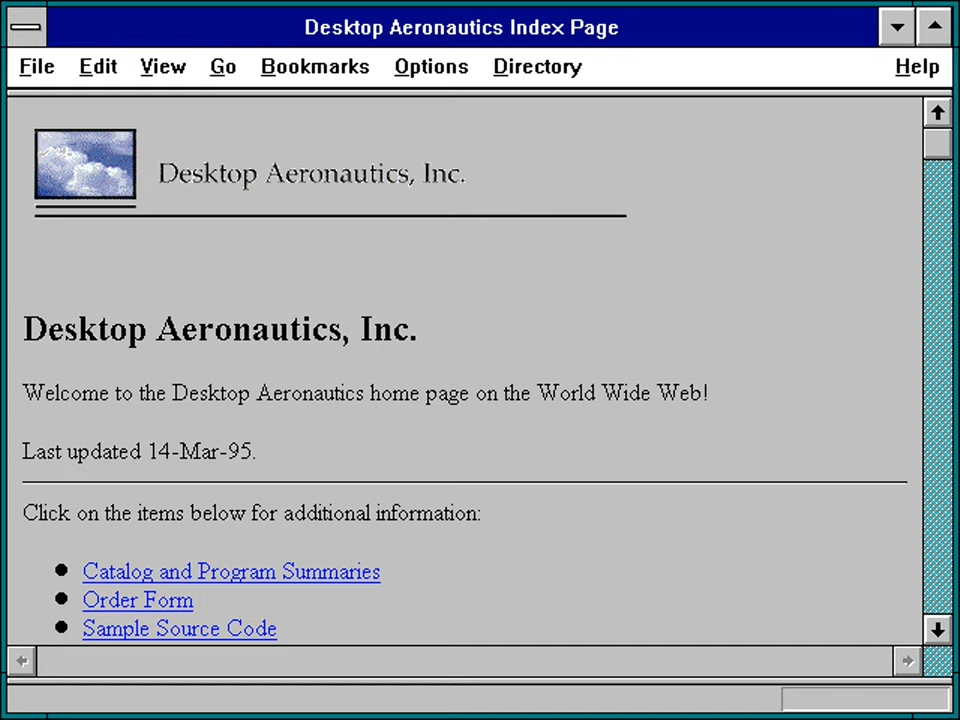 Desktop Aeronautics Index Page
File Edit View Go Bookmarks Options Directory Help
Desktop Aeronautics, Inc.
Desktop Aeronautics, Inc.
Welcome to the Desktop Aeronautics home page on the World Wide Web!
Last updated 14-Mar-95.
Click on the items below for additional information:
Catalog and Program Summaries
Order Form
Sample Source Code